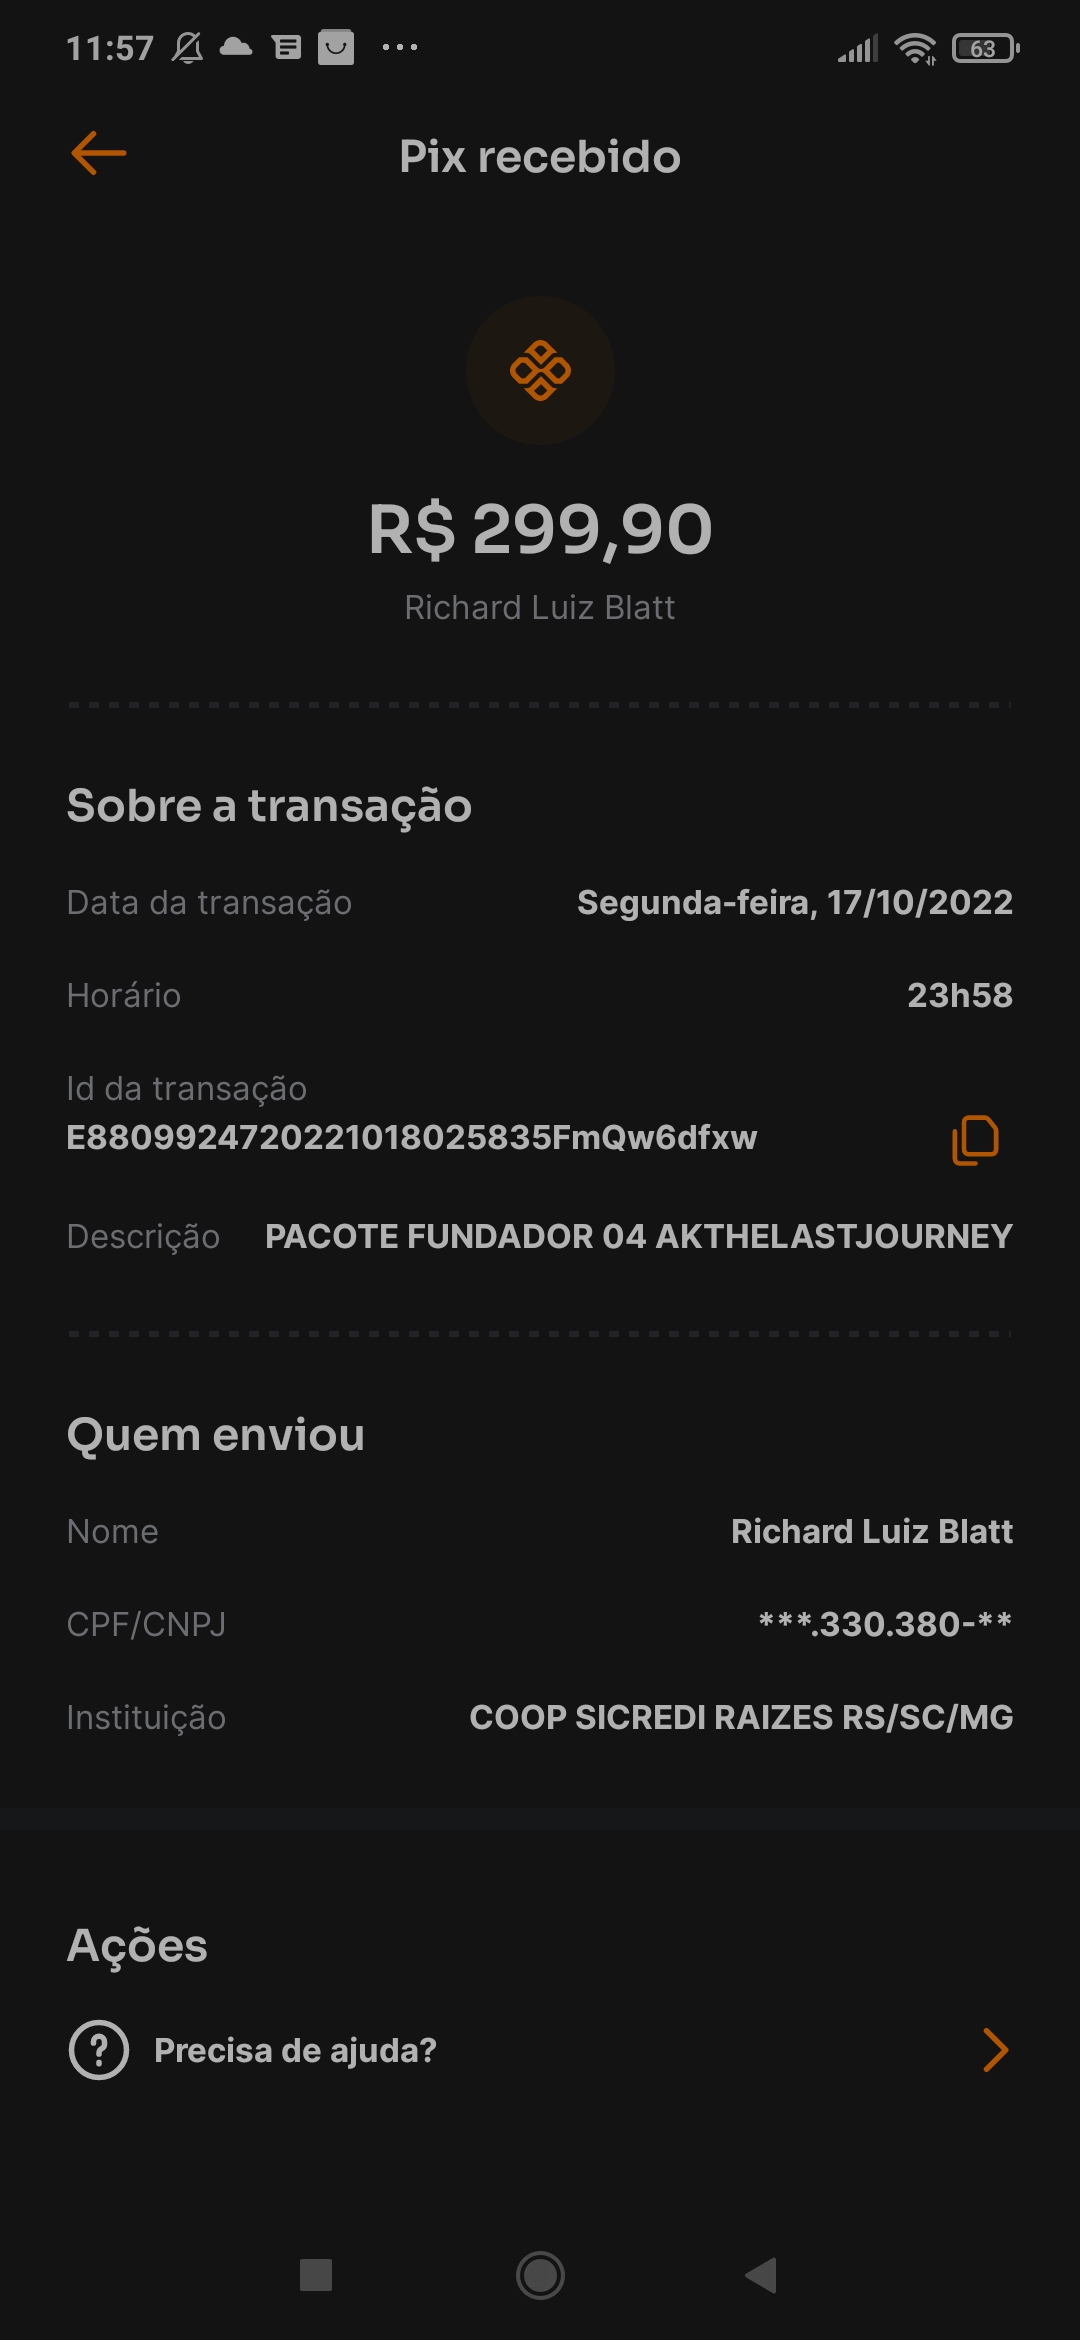 11:57
63
Pix recebido
R$ 299,90
Richard Luiz Blatt
Sobre a transação
Data da transação Segunda-feira, 17/10/2022
Horário 23h58
Id da transação
E8809924720221018025835FmQw6dfxw
Descrição PACOTE FUNDADOR 04 AKTHELASTJOURNEY
Quem enviou
Nome Richard Luiz Blatt
CPF/CNPJ ***.330.380-**
Instituição COOP SICREDI RAIZES RS/SC/MG
Ações
Precisa de ajuda?